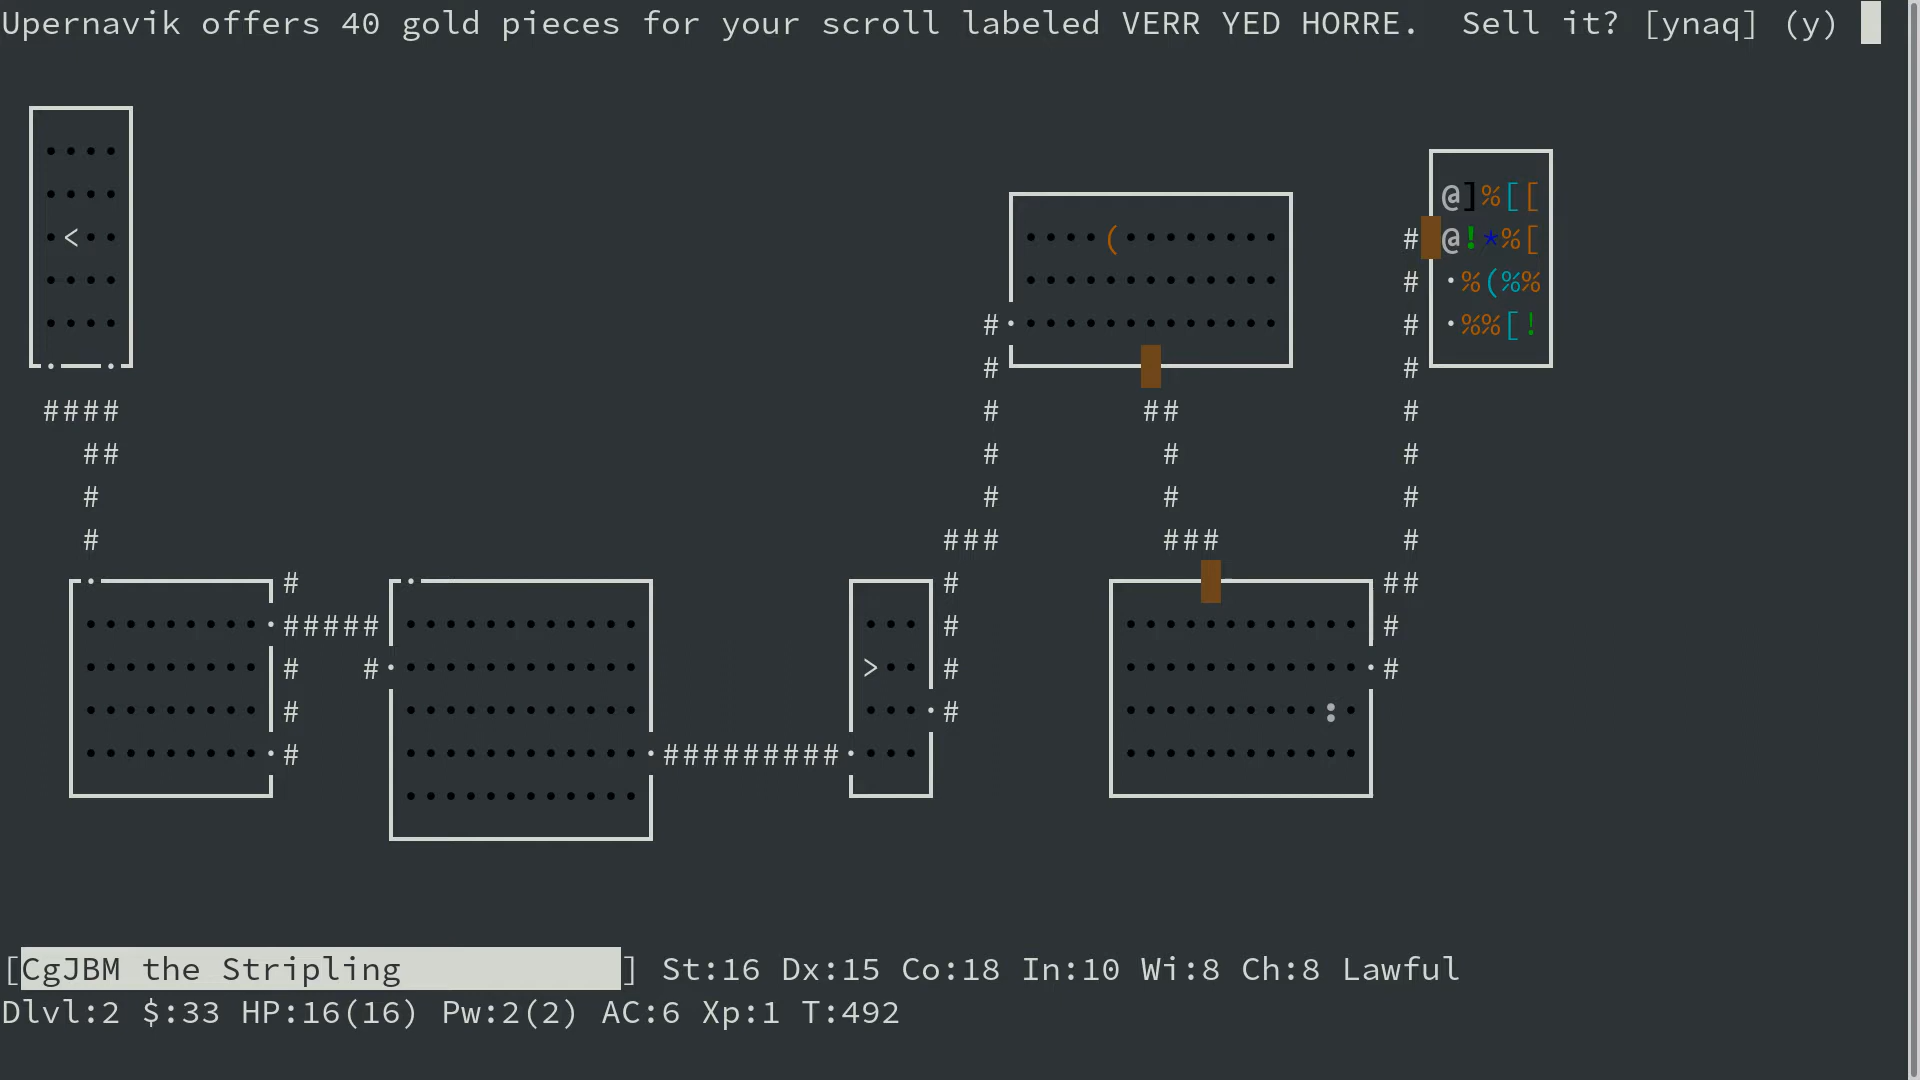 Upernavik offers 40 gold pieces for your scroll labeled VERR YED HORRE.  Sell it? [ynaq] (y)
....
.... @]%[[
.<.. ....(........ # @!*%[
.... ............. # .%(%%
.... #.............. # .%%[!
. . # #
#### # ## #
## # # #
# # # #
# ### ### #
. # . # ##
..........##### ............ ... # ............ #
......... # #............. >.. # .............#
......... # ............ ....# ..........:.
..........# .............#########.... ............
............
[CgJBM the Stripling          ] St:16 Dx:15 Co:18 In:10 Wi:8 Ch:8 Lawful
Dlvl:2 $:33 HP:16(16) Pw:2(2) AC:6 Xp:1 T:492